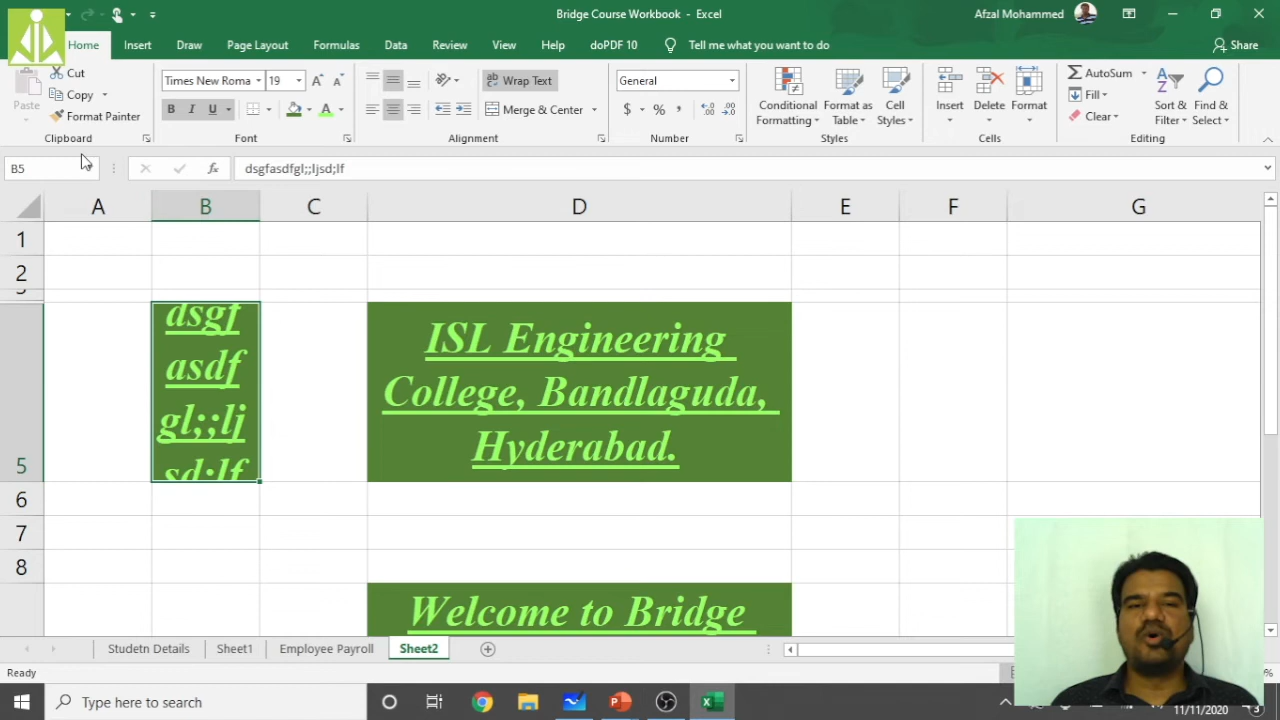 Bridge Course Workbook - Excel
Afzal Mohammed
Home Insert Draw Page Layout Formulas Data Review View Help doPDF 10 Tell me what you want to do Share
Cut
Copy
Format Painter
Paste
Clipboard
Times New Roma 19
B I U
Font
Wrap Text
Merge & Center
Alignment
General
$ % ,
Number
Conditional Formatting
Format as Table
Cell Styles
Styles
Insert Delete Format
Cells
AutoSum
Fill
Clear
Sort & Filter
Find & Select
Editing
B5 fx dsgfasdfgl;;ljsd;lf
A B C D E F G
1
2
3
5
6
7
8
dsgf
asdf
gl;;lj
sd;lf
ISL Engineering
College, Bandlaguda,
Hyderabad.
Welcome to Bridge
Studetn Details Sheet1 Employee Payroll Sheet2
Ready
Type here to search
11/11/2020